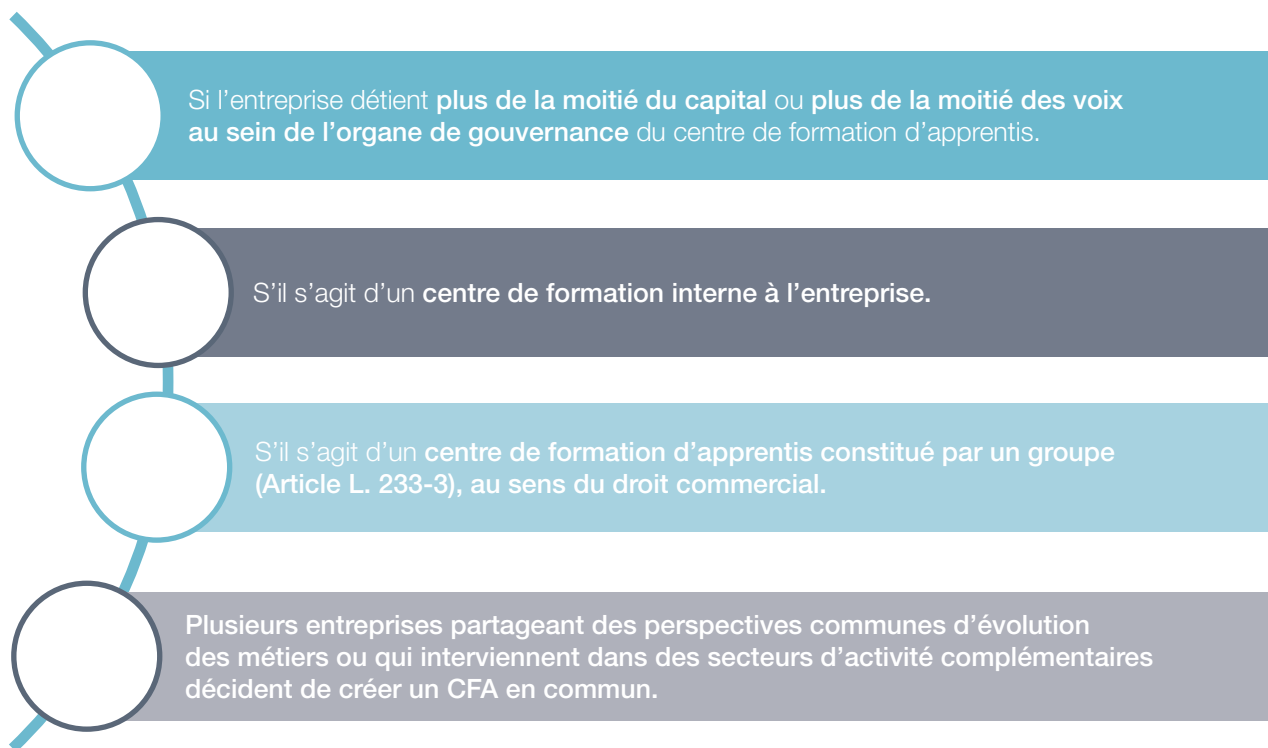 Si l’entreprise détient plus de la moitié du capital ou plus de la moitié des voix
au sein de l’organe de gouvernance du centre de formation d’apprentis.
S’il s’agit d’un centre de formation interne à l’entreprise.
S’il s’agit d’un centre de formation d’apprentis constitué par un groupe
(Article L. 233-3), au sens du droit commercial.
Plusieurs entreprises partageant des perspectives communes d’évolution
des métiers ou qui interviennent dans des secteurs d’activité complémentaires
décident de créer un CFA en commun.